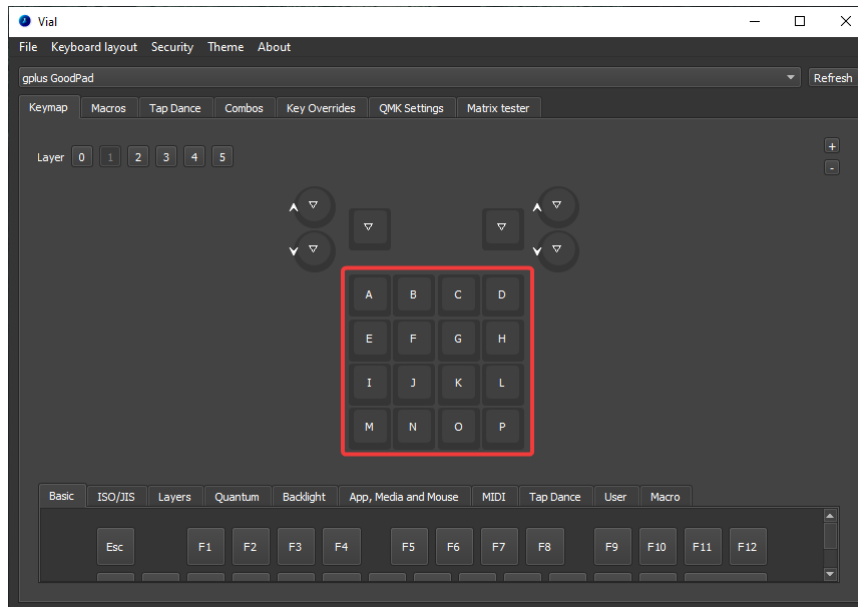 Vial
File Keyboard layout Security Theme About
gplus GoodPad Refresh
Keymap Macros Tap Dance Combos Key Overrides QMK Settings Matrix tester
Layer 0 1 2 3 4 5
+
-
A B C D
E F G H
I J K L
M N O P
Basic ISO/JIS Layers Quantum Backlight App, Media and Mouse MIDI Tap Dance User Macro
Esc F1 F2 F3 F4 F5 F6 F7 F8 F9 F10 F11 F12